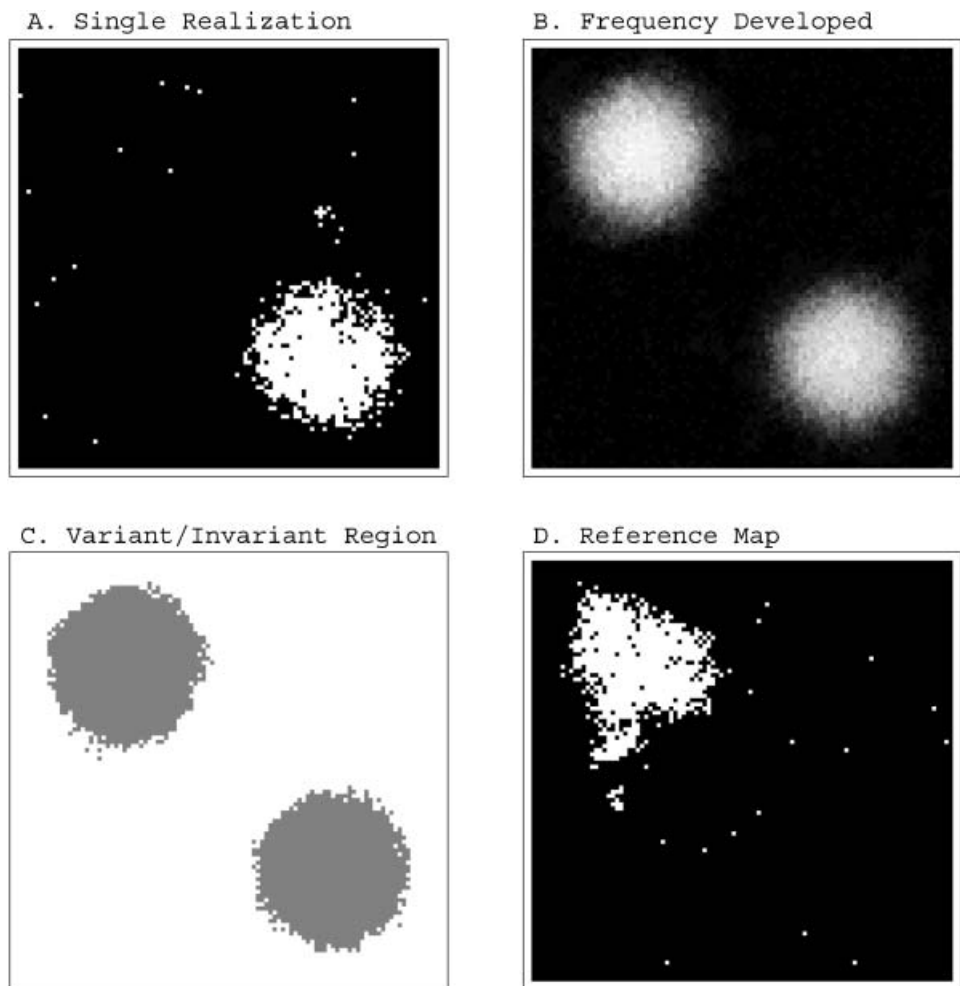 A. Single Realization
B. Frequency Developed
C. Variant/Invariant Region
D. Reference Map